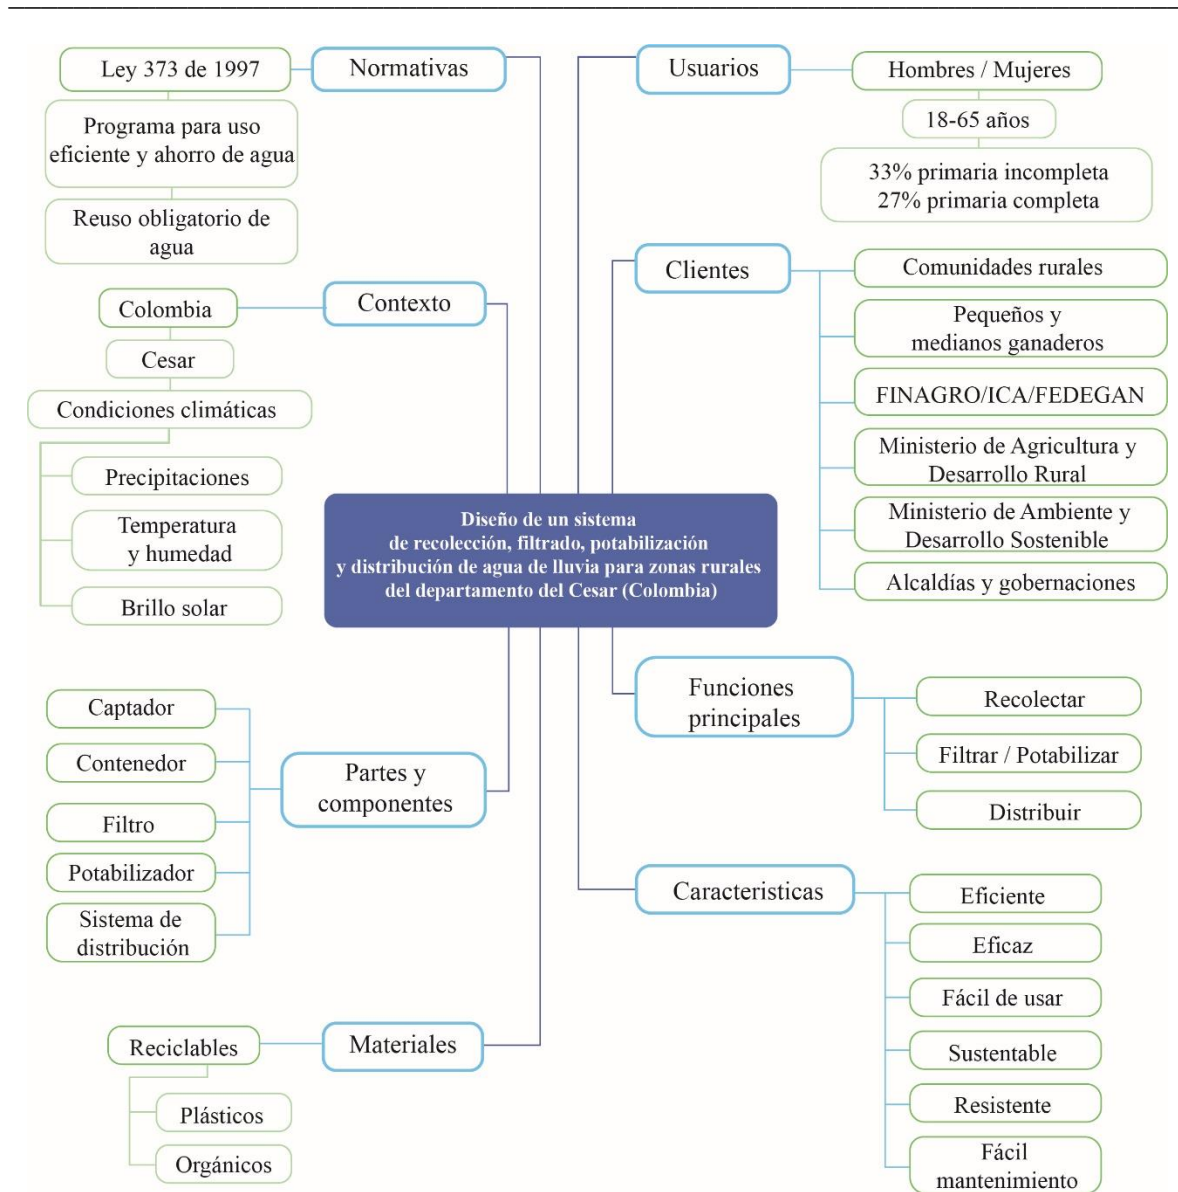 Ley 373 de 1997
Normativas
Programa para uso
eficiente y ahorro de agua
Reuso obligatorio de
agua
Colombia
Contexto
Cesar
Condiciones climáticas
Precipitaciones
Temperatura
y humedad
Brillo solar
Usuarios
Hombres / Mujeres
18-65 años
33% primaria incompleta
27% primaria completa
Clientes
Comunidades rurales
Pequeños y
medianos ganaderos
FINAGRO/ICA/FEDEGAN
Ministerio de Agricultura y
Desarrollo Rural
Ministerio de Ambiente y
Desarrollo Sostenible
Alcaldías y gobernaciones
Diseño de un sistema
de recolección, filtrado, potabilización
y distribución de agua de lluvia para zonas rurales
del departamento del Cesar (Colombia)
Captador
Contenedor
Filtro
Potabilizador
Sistema de
distribución
Partes y
componentes
Reciclables
Materiales
Plásticos
Orgánicos
Funciones
principales
Recolectar
Filtrar / Potabilizar
Distribuir
Caracteristicas
Eficiente
Eficaz
Fácil de usar
Sustentable
Resistente
Fácil
mantenimiento